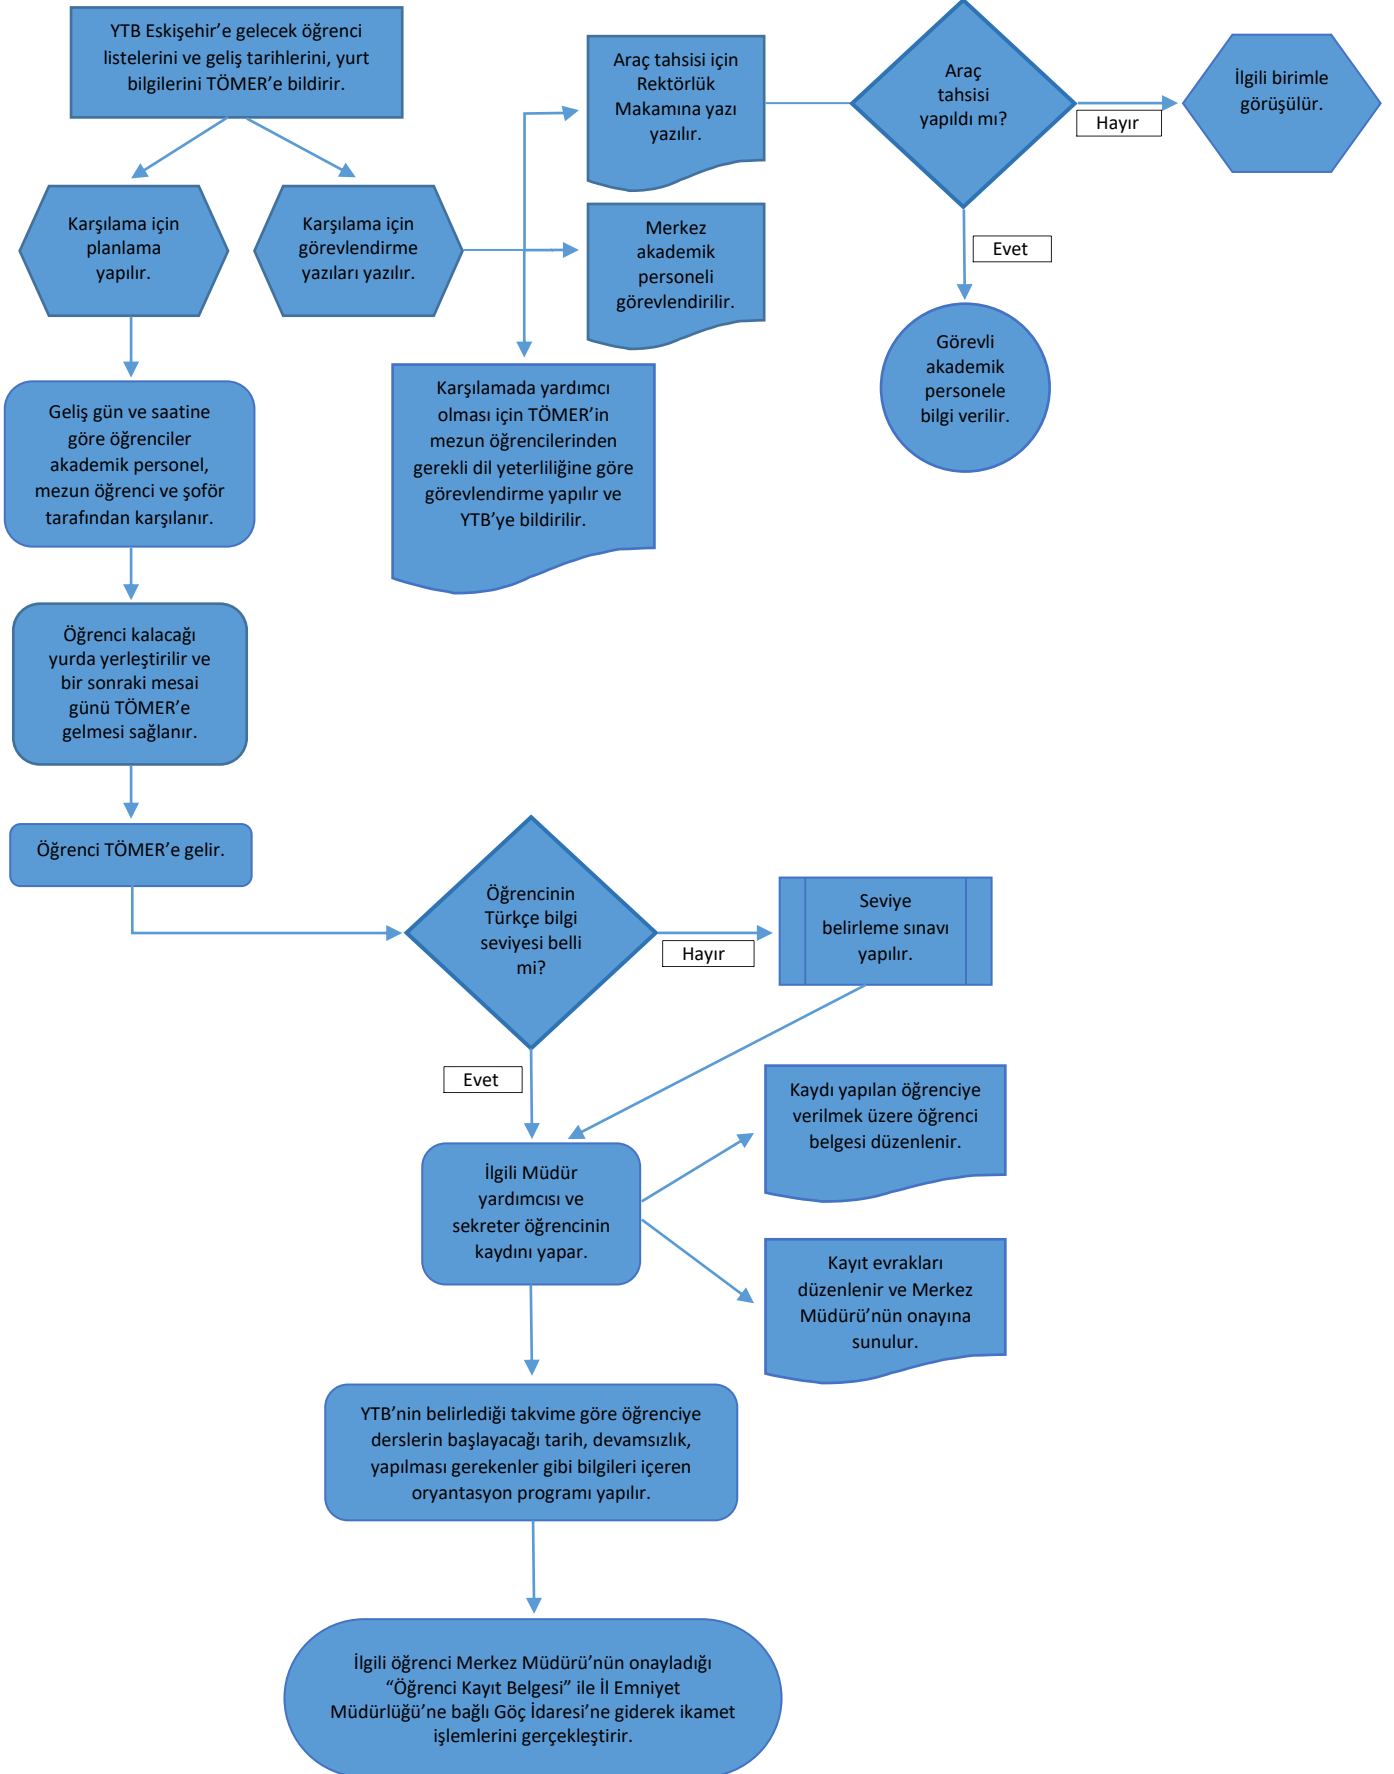 YTB Eskişehir’e gelecek öğrenci
listelerini ve geliş tarihlerini, yurt
bilgilerini TÖMER’e bildirir.
Araç tahsisi için
Rektörlük
Makamına yazı
yazılır.
Araç
tahsisi
yapıldı mı?
Hayır
İlgili birimle
görüşülür.
Karşılama için
planlama
yapılır.
Karşılama için
görevlendirme
yazıları yazılır.
Merkez
akademik
personeli
görevlendirilir.
Evet
Görevli
akademik
personele
bilgi verilir.
Geliş gün ve saatine
göre öğrenciler
akademik personel,
mezun öğrenci ve şoför
tarafından karşılanır.
Karşılamada yardımcı
olması için TÖMER’in
mezun öğrencilerinden
gerekli dil yeterliliğine göre
görevlendirme yapılır ve
YTB’ye bildirilir.
Öğrenci kalacağı
yurda yerleştirilir ve
bir sonraki mesai
günü TÖMER’e
gelmesi sağlanır.
Öğrenci TÖMER’e gelir.
Öğrencinin
Türkçe bilgi
seviyesi belli
mi?
Hayır
Seviye
belirleme sınavı
yapılır.
Evet
Kaydı yapılan öğrenciye
verilmek üzere öğrenci
belgesi düzenlenir.
İlgili Müdür
yardımcısı ve
sekreter öğrencinin
kaydını yapar.
Kayıt evrakları
düzenlenir ve Merkez
Müdürü’nün onayına
sunulur.
YTB’nin belirlediği takvime göre öğrenciye
derslerin başlayacağı tarih, devamsızlık,
yapılması gerekenler gibi bilgileri içeren
oryantasyon programı yapılır.
İlgili öğrenci Merkez Müdürü’nün onayladığı
“Öğrenci Kayıt Belgesi” ile İl Emniyet
Müdürlüğü’ne bağlı Göç İdaresi’ne giderek ikamet
işlemlerini gerçekleştirir.